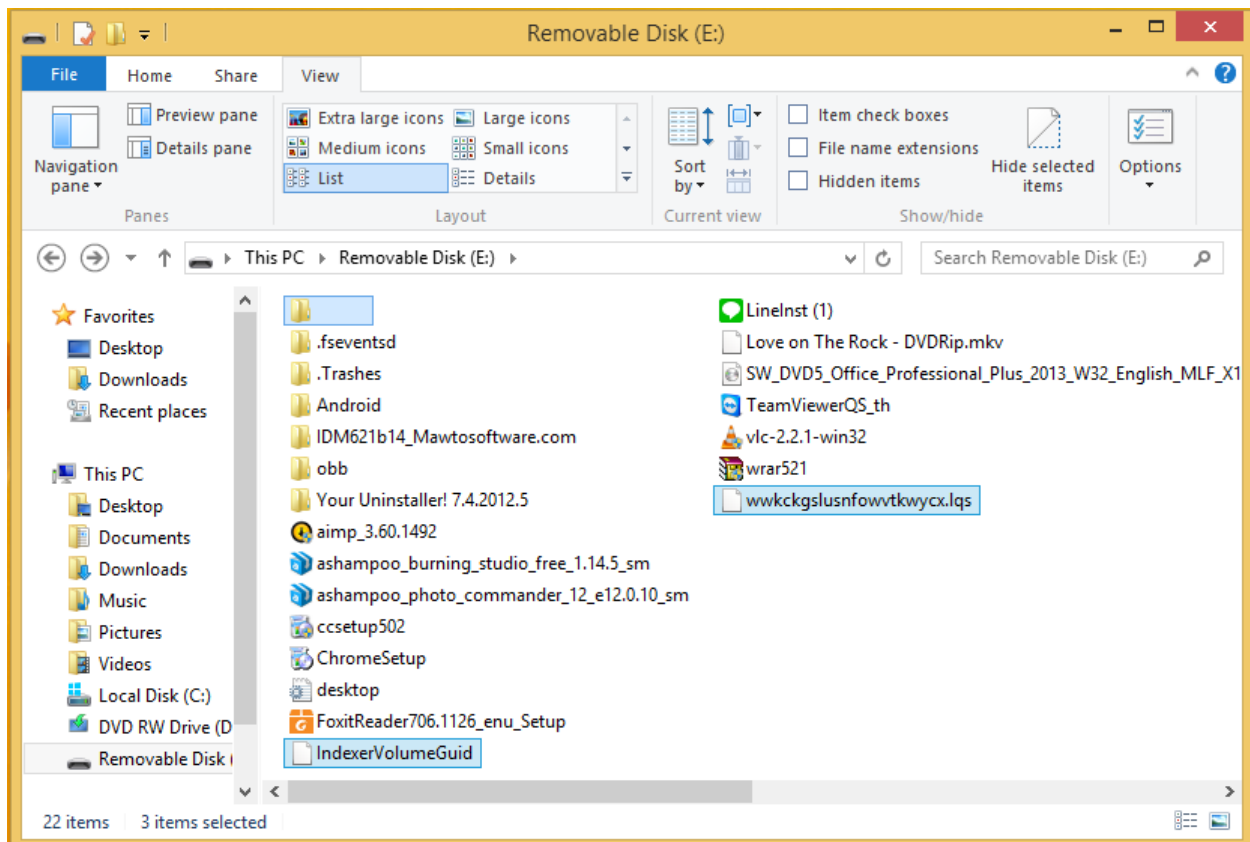 Removable Disk (E:)
File Home Share View
Preview pane
Details pane
Navigation pane
Panes
Extra large icons Large icons
Medium icons Small icons
List Details
Layout
Sort by
Current view
Item check boxes
File name extensions
Hidden items
Hide selected items
Show/hide
Options
This PC Removable Disk (E:)
Search Removable Disk (E:)
Favorites
Desktop
Downloads
Recent places
This PC
Desktop
Documents
Downloads
Music
Pictures
Videos
Local Disk (C:)
DVD RW Drive (D
Removable Disk (
.fseventsd
.Trashes
Android
IDM621b14_Mawtosoftware.com
obb
Your Uninstaller! 7.4.2012.5
aimp_3.60.1492
ashampoo_burning_studio_free_1.14.5_sm
ashampoo_photo_commander_12_e12.0.10_sm
ccsetup502
ChromeSetup
desktop
FoxitReader706.1126_enu_Setup
IndexerVolumeGuid
LineInst (1)
Love on The Rock - DVDRip.mkv
SW_DVD5_Office_Professional_Plus_2013_W32_English_MLF_X1
TeamViewerQS_th
vlc-2.2.1-win32
wrar521
wwkckgslusnfowvtkwycx.lqs
22 items 3 items selected